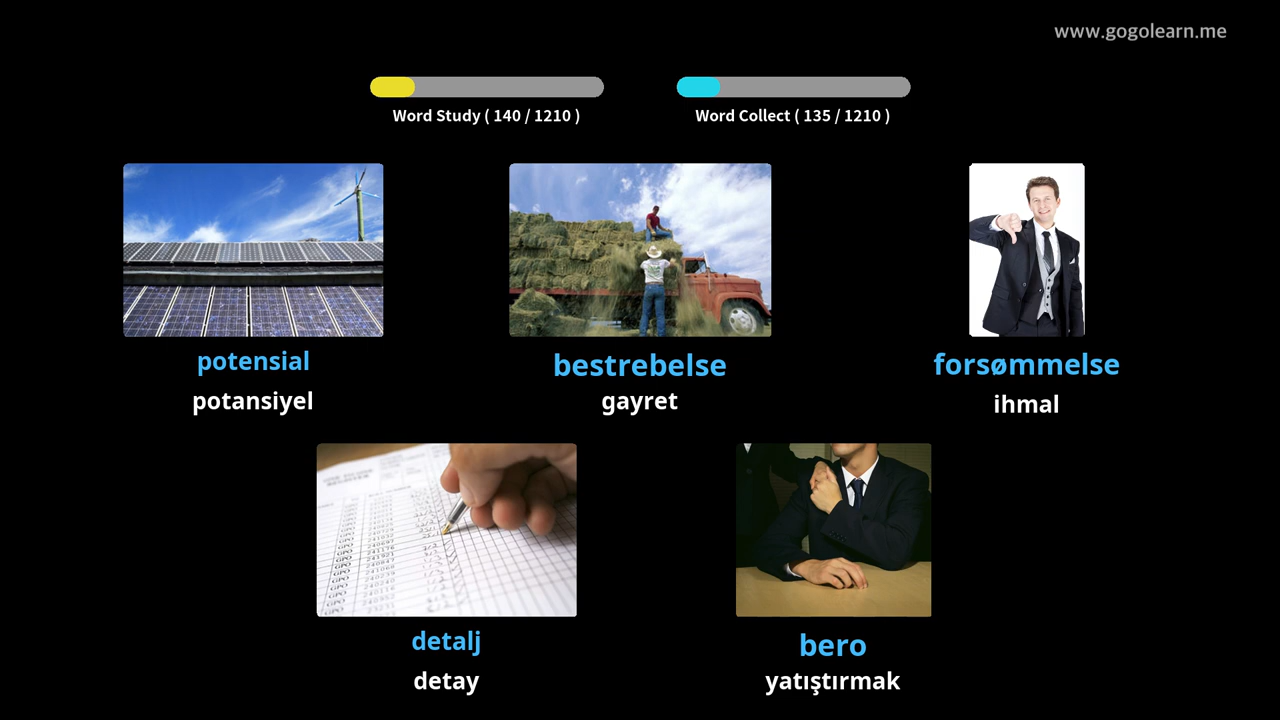 www.gogolearn.me
Word Study ( 140 / 1210 )
Word Collect ( 135 / 1210 )
potensial
potansiyel
bestrebelse
gayret
forsømmelse
ihmal
detalj
detay
bero
yatıştırmak